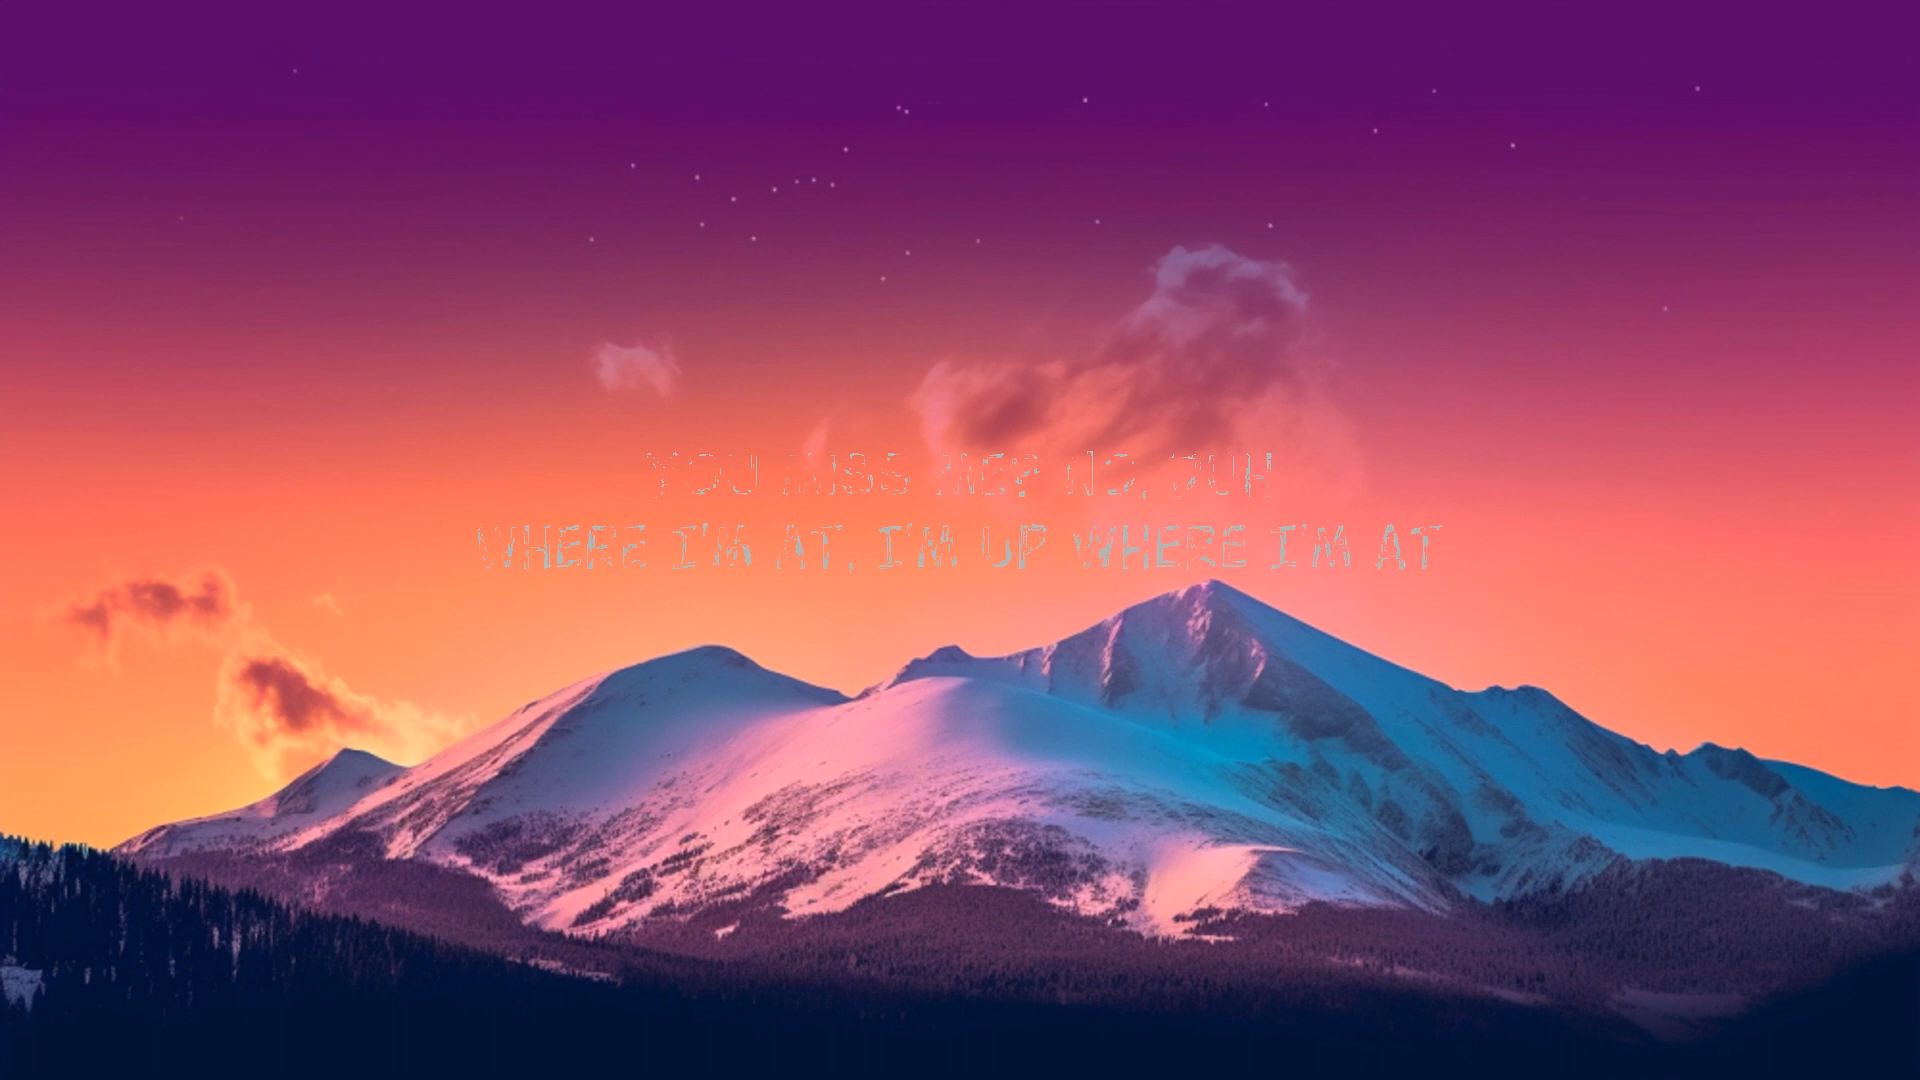 YOU MISS ME? NO, DUH
WHERE I'M AT, I'M UP WHERE I'M AT